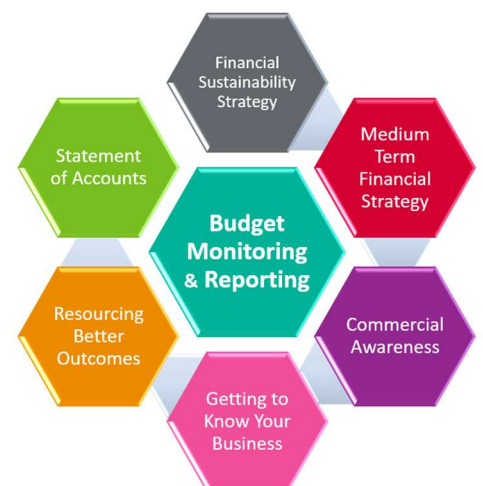 Financial
Sustainability
Strategy
Medium
Term
Financial
Strategy
Statement
of Accounts
Budget
Monitoring
& Reporting
Commercial
Awareness
Resourcing
Better
Outcomes
Getting to
Know Your
Business